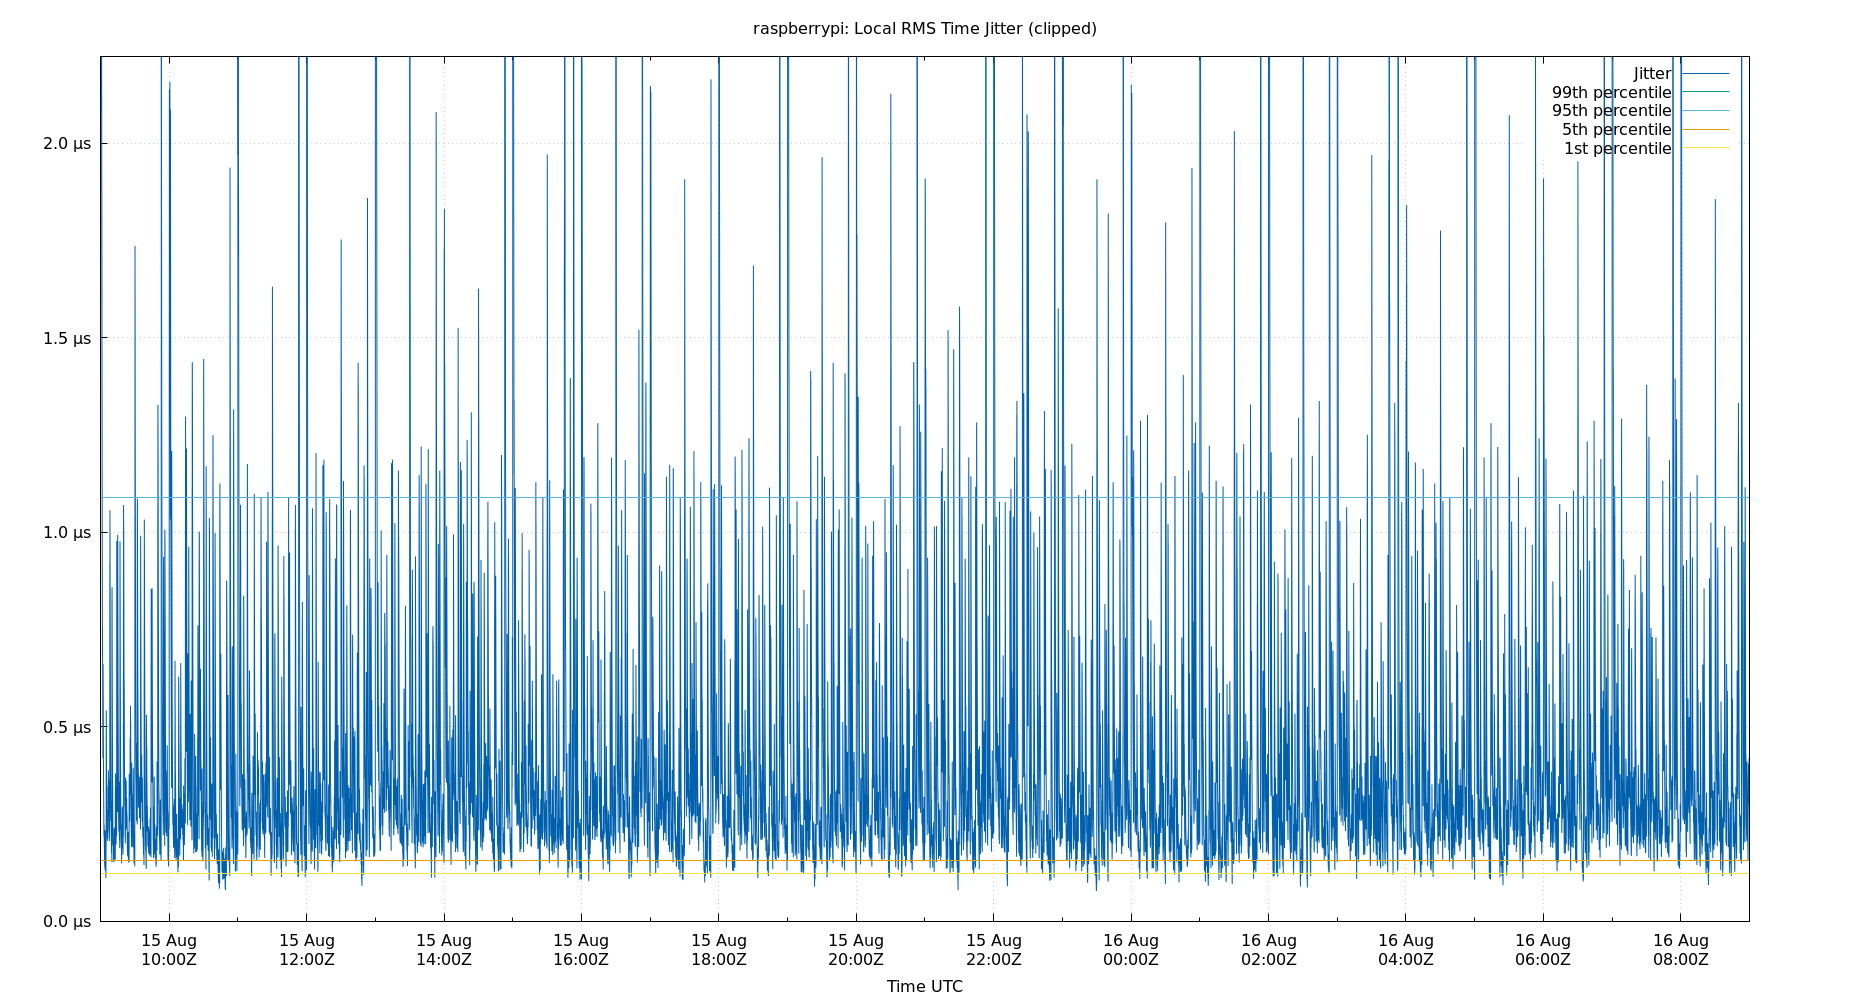 raspberrypi: Local RMS Time Jitter (clipped)
Jitter
99th percentile
95th percentile
5th percentile
1st percentile
2.0 µs
1.5 µs
1.0 µs
0.5 µs
0.0 µs
15 Aug 15 Aug 15 Aug 15 Aug 15 Aug 15 Aug 15 Aug 16 Aug 16 Aug 16 Aug 16 Aug 16 Aug
10:00Z 12:00Z 14:00Z 16:00Z 18:00Z 20:00Z 22:00Z 00:00Z 02:00Z 04:00Z 06:00Z 08:00Z
Time UTC